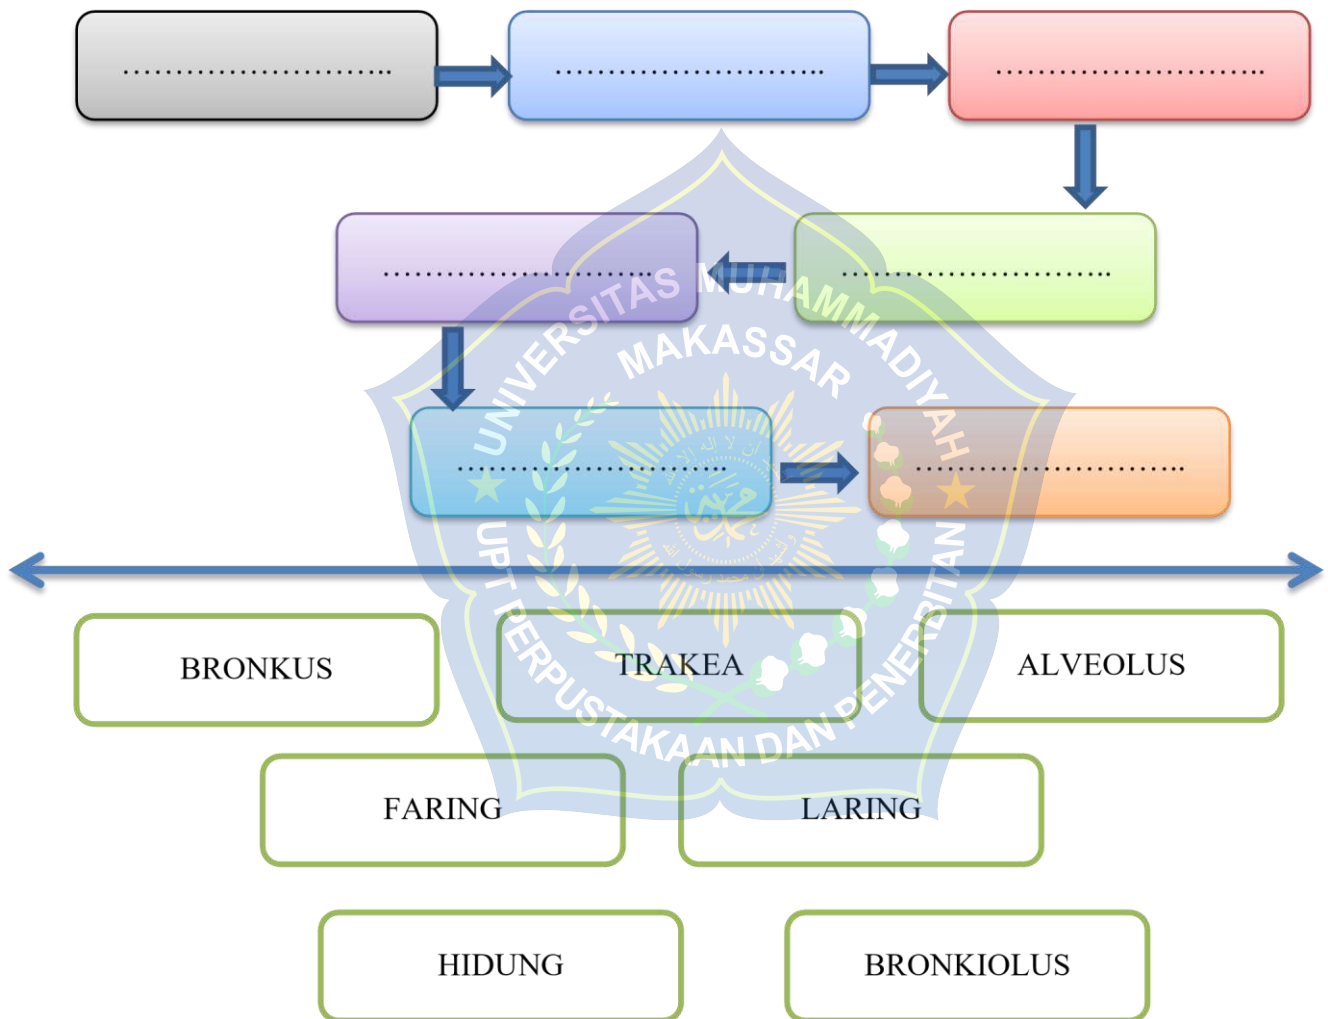 ……………………..
……………………..
……………………..
……………………..
……………………..
……………………..
……………………..
UNIVERSITAS MUHAMMADIYAH
MAKASSAR
UPT PERPUSTAKAAN DAN PENERBITAN
BRONKUS
TRAKEA
ALVEOLUS
FARING
LARING
HIDUNG
BRONKIOLUS